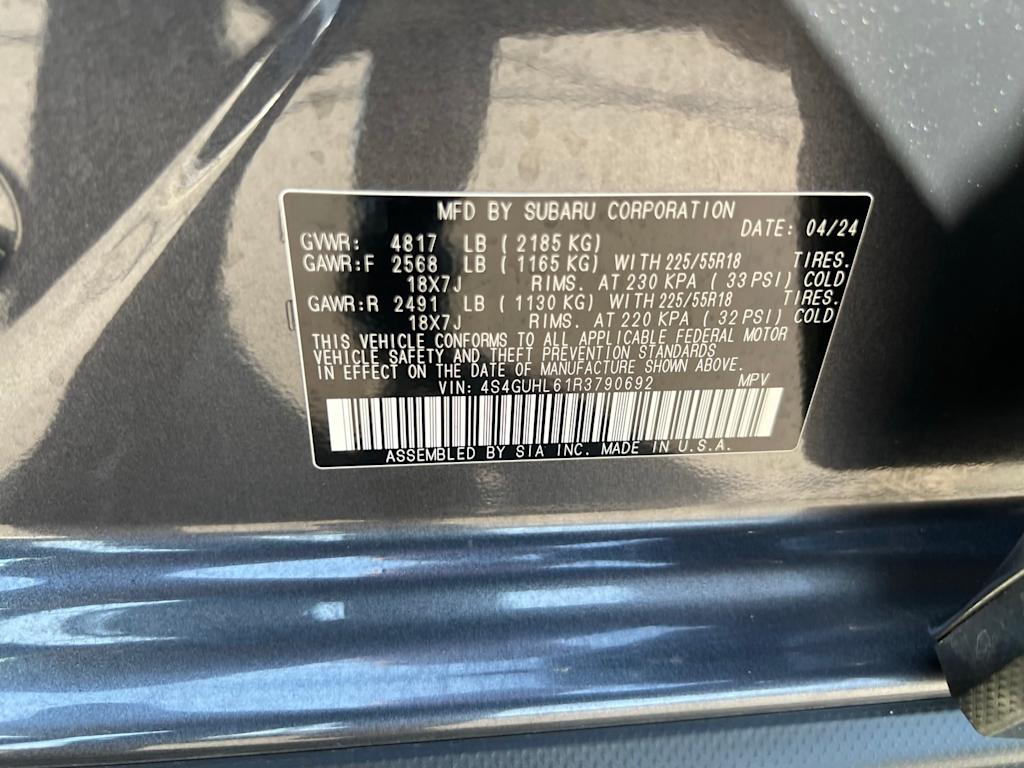 MFD BY SUBARU CORPORATION
DATE: 04/24
GVWR: 4817 LB ( 2185 KG)
GAWR:F 2568 LB ( 1165 KG) WITH 225/55R18 TIRES.
18X7J RIMS. AT 230 KPA ( 33 PSI) COLD
GAWR:R 2491 LB ( 1130 KG) WITH 225/55R18 TIRES.
18X7J RIMS. AT 220 KPA ( 32 PSI) COLD
THIS VEHICLE CONFORMS TO ALL APPLICABLE FEDERAL MOTOR
VEHICLE SAFETY AND THEFT PREVENTION STANDARDS
IN EFFECT ON THE DATE OF MANUFACTURE SHOWN ABOVE.
VIN: 4S4GUHL61R3790692 MPV
ASSEMBLED BY SIA INC. MADE IN U.S.A.